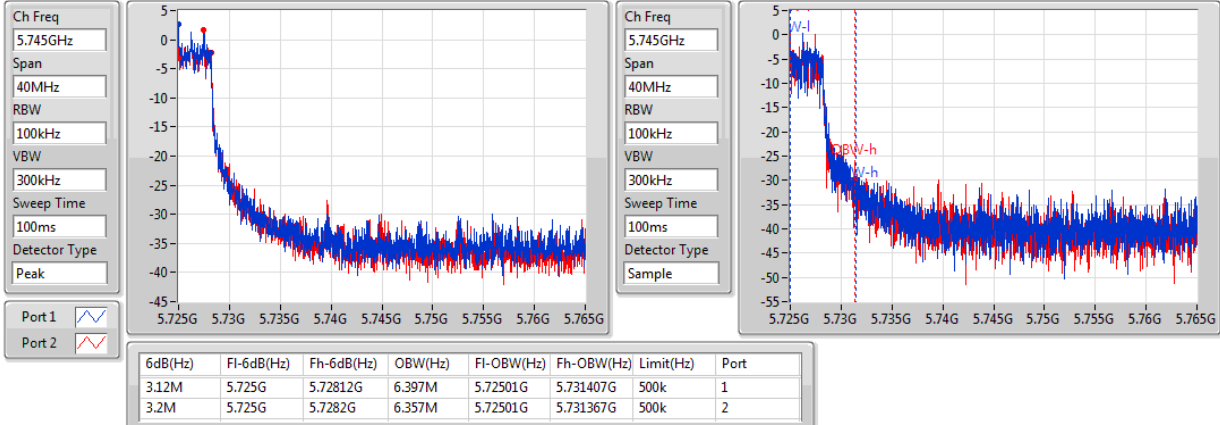 Ch Freq
5.745GHz
Span
40MHz
RBW
100kHz
VBW
300kHz
Sweep Time
100ms
Detector Type
Peak
Port 1
Port 2
5
0
-5
-10
-15
-20
-25
-30
-35
-40
-45
5.725G 5.73G 5.735G 5.74G 5.745G 5.75G 5.755G 5.76G 5.765G
Ch Freq
5.745GHz
Span
40MHz
RBW
100kHz
VBW
300kHz
Sweep Time
100ms
Detector Type
Sample
5
0
-5
-10
-15
-20
-25
-30
-35
-40
-45
-50
-55
W-l
OBW-h
V-h
5.725G 5.73G 5.735G 5.74G 5.745G 5.75G 5.755G 5.76G 5.765G
6dB(Hz) Fl-6dB(Hz) Fh-6dB(Hz) OBW(Hz) Fl-OBW(Hz) Fh-OBW(Hz) Limit(Hz) Port
3.12M 5.725G 5.72812G 6.397M 5.72501G 5.731407G 500k 1
3.2M 5.725G 5.7282G 6.357M 5.72501G 5.731367G 500k 2